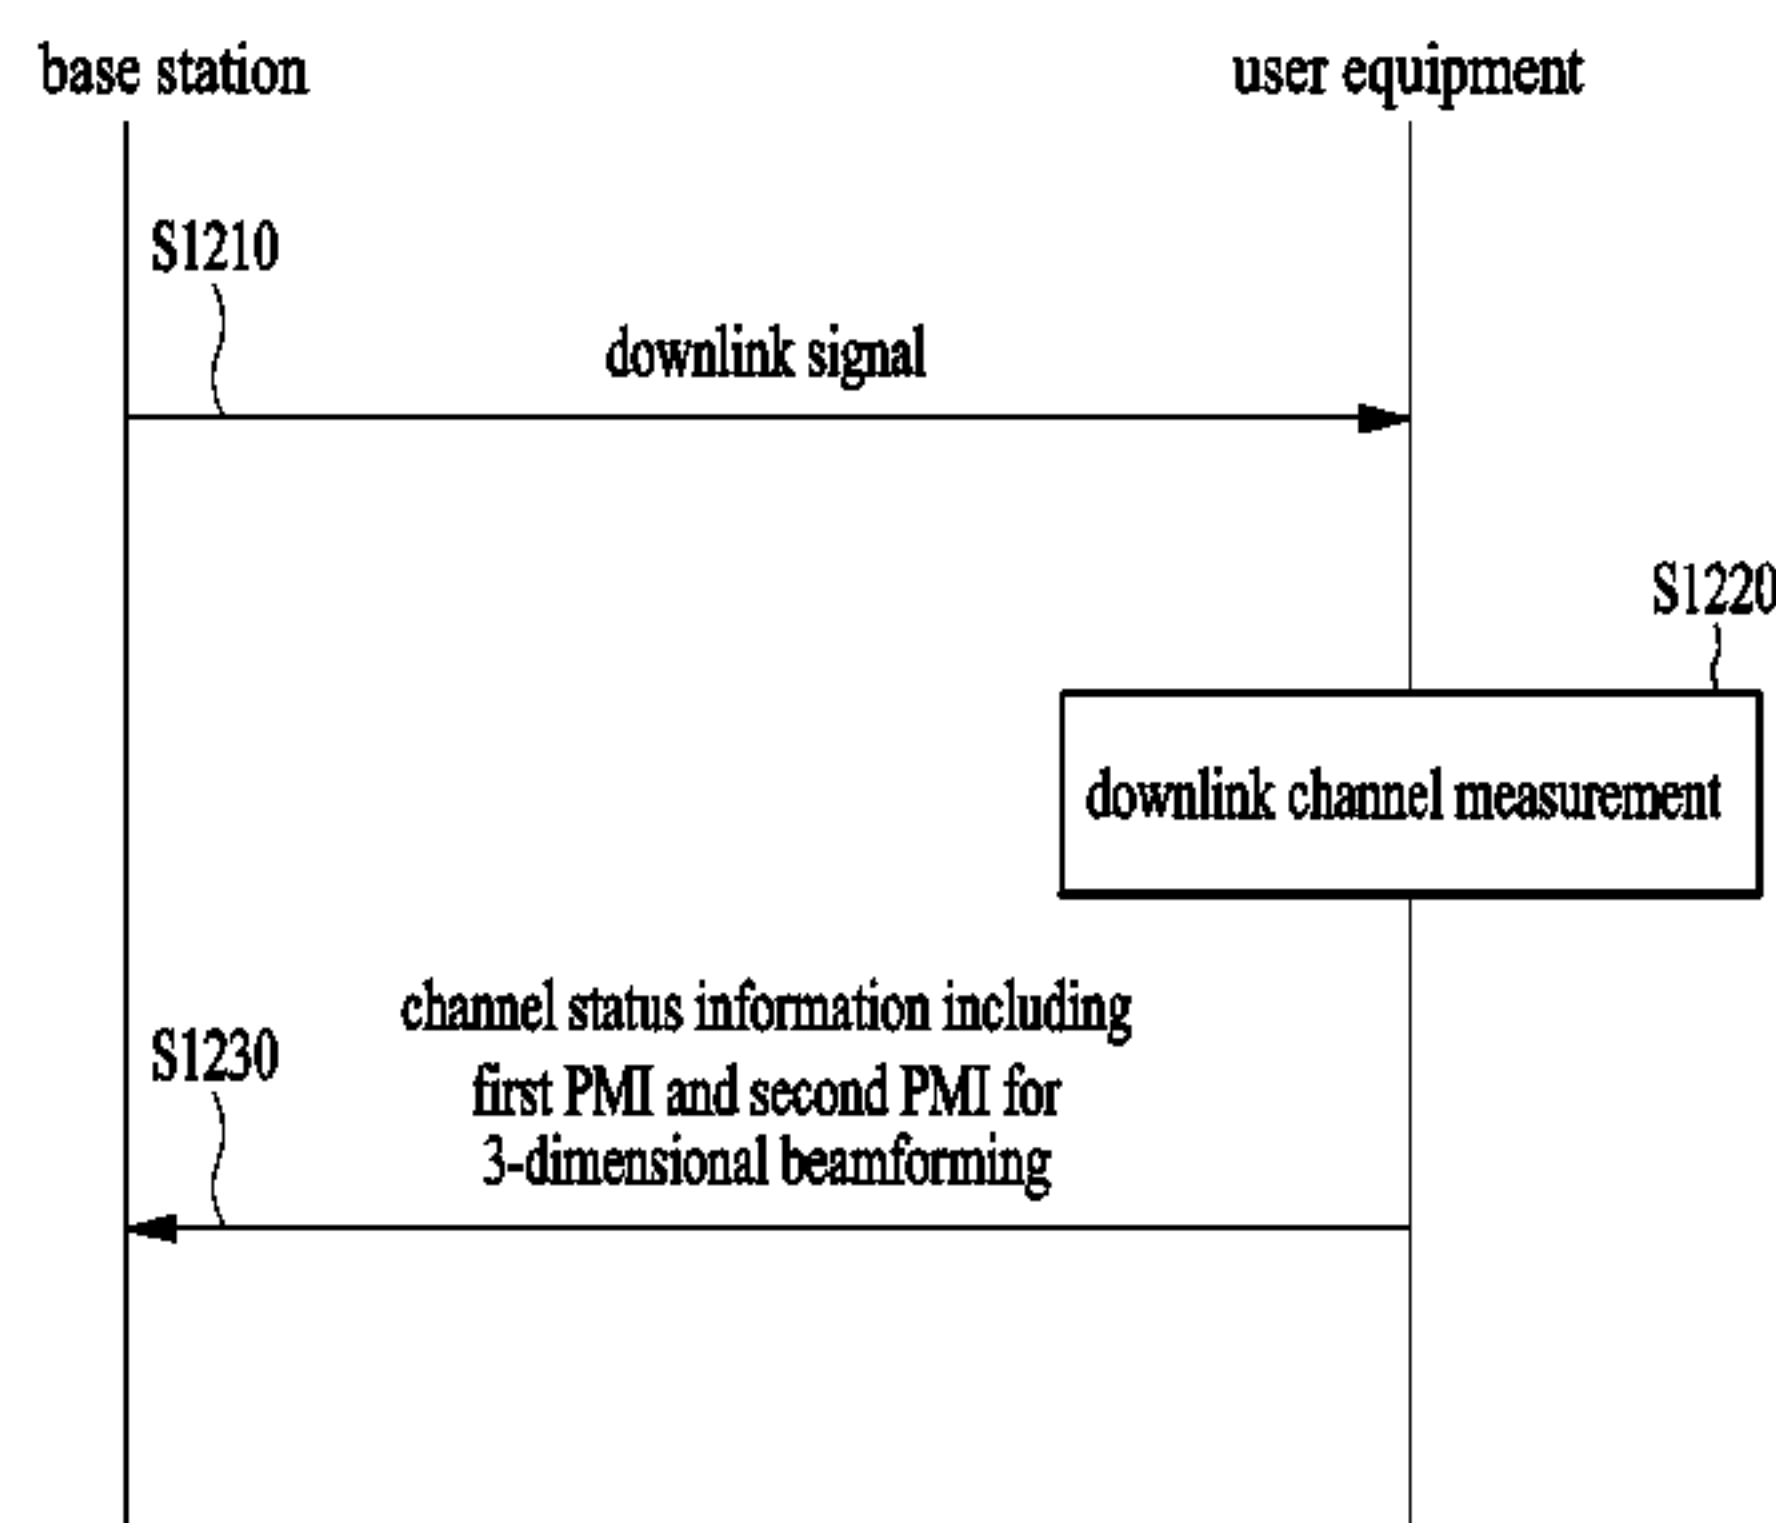 base station
user equipment
S1210
downlink signal
S1220
downlink channel measurement
channel status information including
S1230
first PMI and second PMI for
3-dimensional beamforming